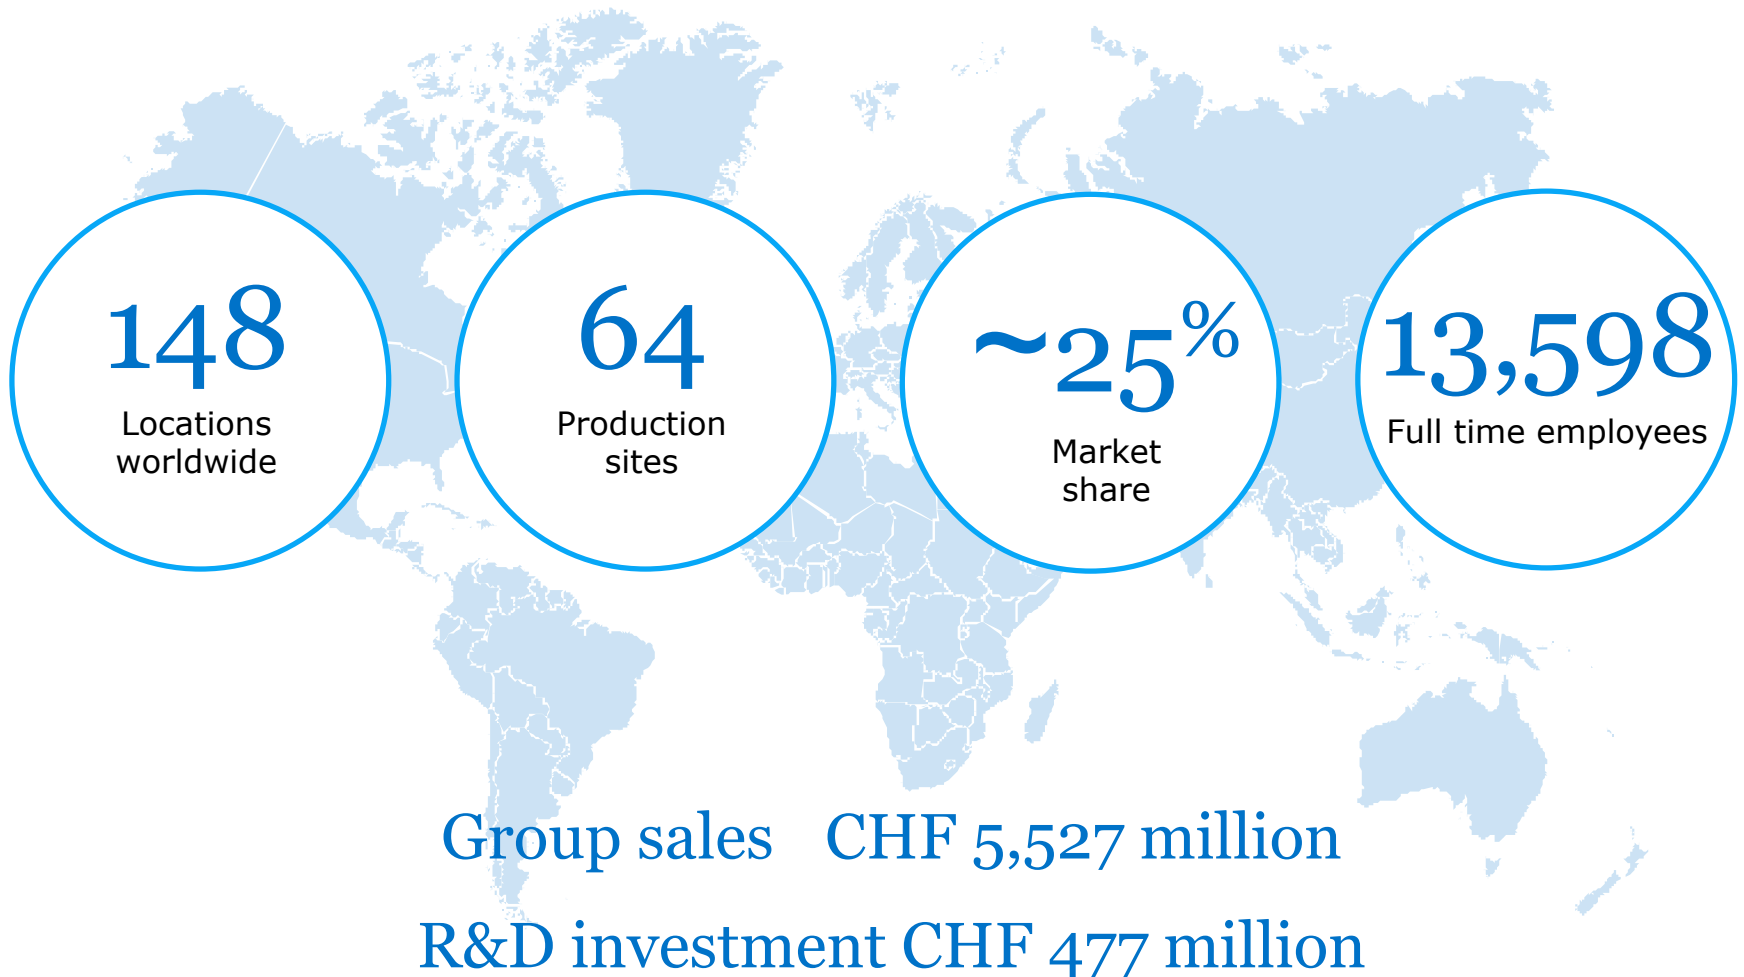 148
Locations
worldwide
64
Production
sites
~25%
Market
share
13,598
Full time employees
Group sales CHF 5,527 million
R&D investment CHF 477 million